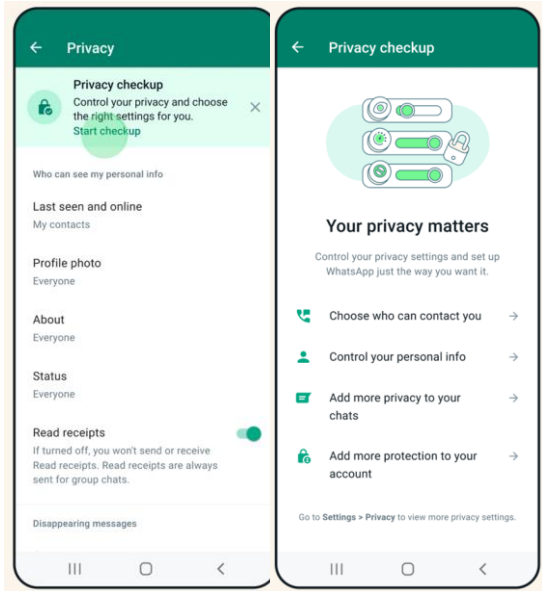 Privacy
Privacy checkup
Control your privacy and choose
the right settings for you.
Start checkup
Who can see my personal info
Last seen and online
My contacts
Profile photo
Everyone
About
Everyone
Status
Everyone
Read receipts
If turned off, you won't send or receive
Read receipts. Read receipts are always
sent for group chats.
Disappearing messages
Privacy checkup
Your privacy matters
Control your privacy settings and set up
WhatsApp just the way you want it.
Choose who can contact you
Control your personal info
Add more privacy to your
chats
Add more protection to your
account
Go to Settings > Privacy to view more privacy settings.